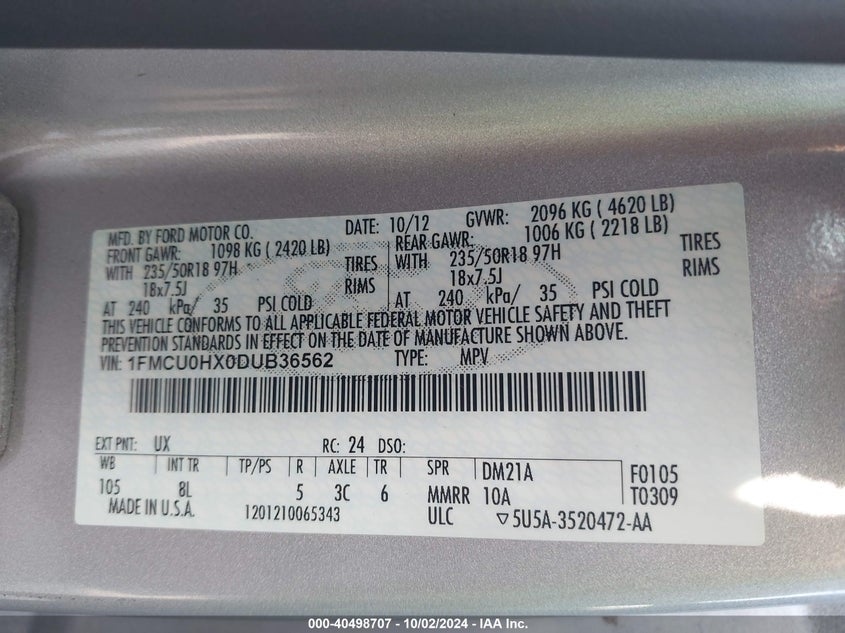 MFD. BY FORD MOTOR CO. DATE: 10/12 GVWR: 2096 KG ( 4620 LB)
FRONT GAWR: 1098 KG ( 2420 LB) REAR GAWR: 1006 KG ( 2218 LB)
WITH 235/50R18 97H TIRES WITH 235/50R18 97H TIRES
18x7.5J RIMS 18x7.5J RIMS
AT 240 kPa/ 35 PSI COLD AT 240 kPa/ 35 PSI COLD
THIS VEHICLE CONFORMS TO ALL APPLICABLE FEDERAL MOTOR VEHICLE SAFETY AND THEFT
PREVENTION STANDARDS IN EFFECT ON THE DATE OF MANUFACTURE SHOWN ABOVE.
VIN: 1FMCU0HX0DUB36562 TYPE: MPV
EXT PNT: UX RC: 24 DSO:
WB INT TR TP/PS R AXLE TR SPR DM21A F0105
105 8L 5 3C 6 MMRR 10A T0309
MADE IN U.S.A. 1201210065343 ULC ▽5U5A-3520472-AA
000-40498707 - 10/02/2024 - IAA Inc.